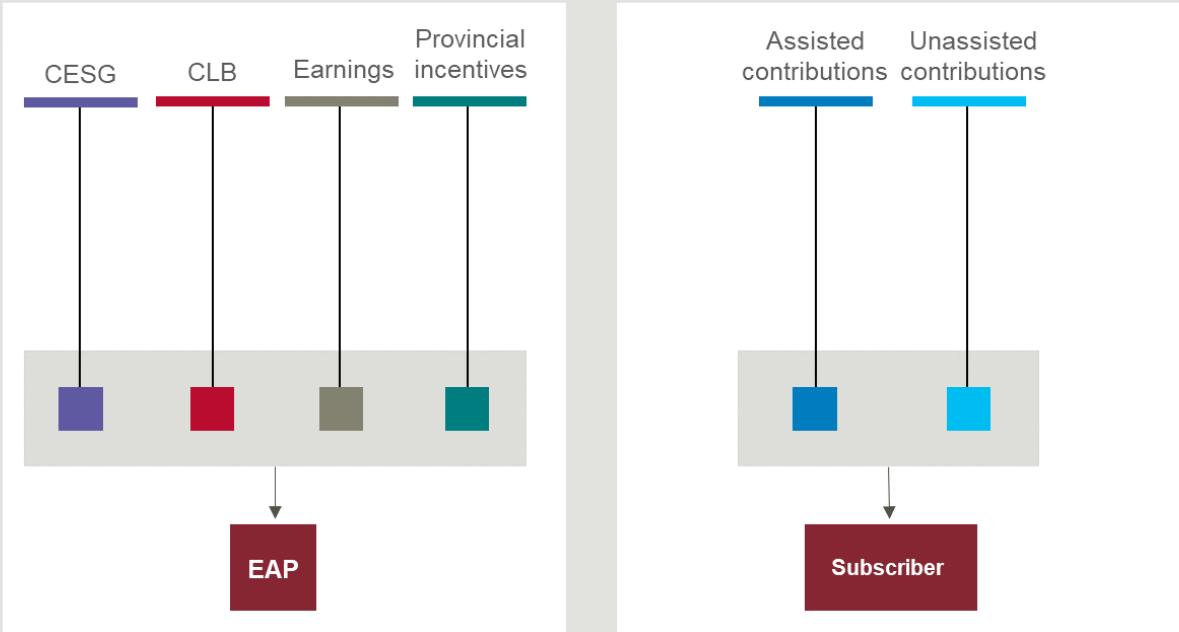 CESG
CLB
Earnings
Provincial
incentives
EAP
Assisted
contributions
Unassisted
contributions
Subscriber